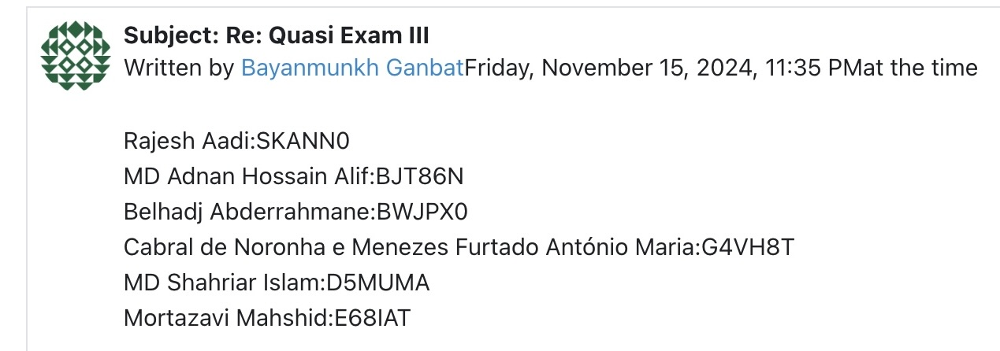 Subject: Re: Quasi Exam III
Written by Bayanmunkh GanbatFriday, November 15, 2024, 11:35 PMat the time
Rajesh Aadi:SKANN0
MD Adnan Hossain Alif:BJT86N
Belhadj Abderrahmane:BWJPX0
Cabral de Noronha e Menezes Furtado António Maria:G4VH8T
MD Shahriar Islam:D5MUMA
Mortazavi Mahshid:E68IAT